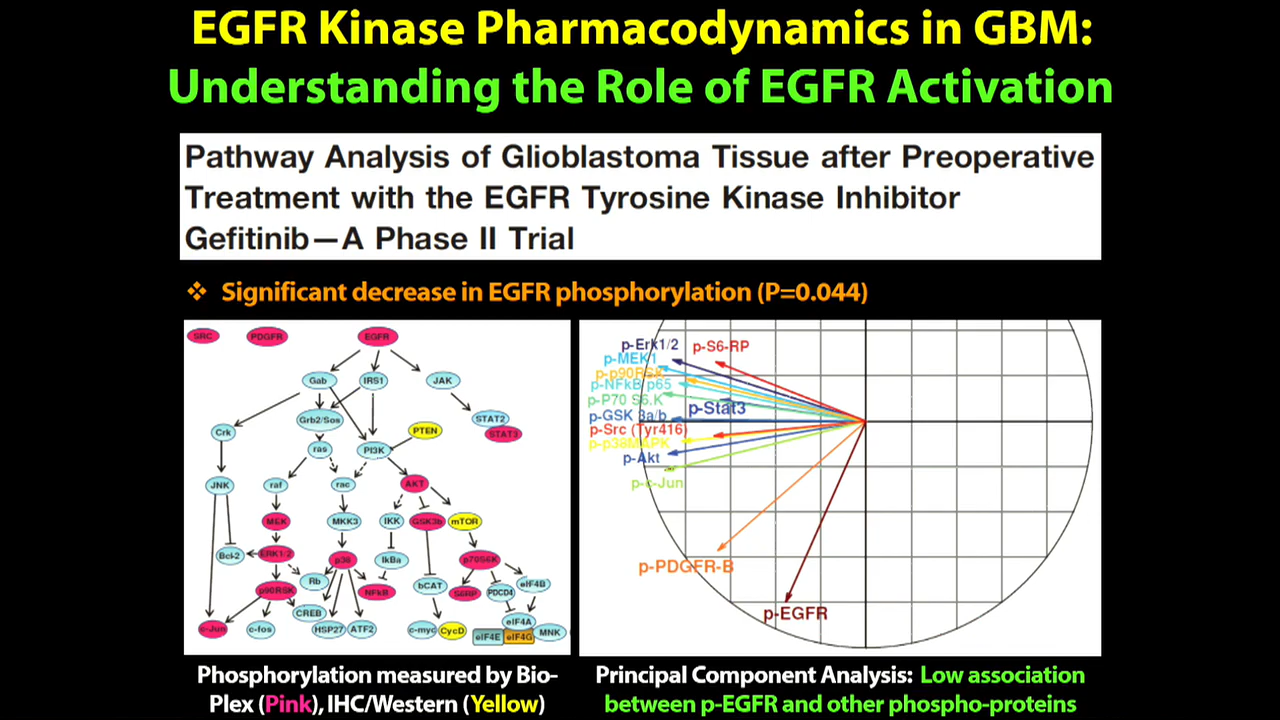 EGFR Kinase Pharmacodynamics in GBM:
Understanding the Role of EGFR Activation
Pathway Analysis of Glioblastoma Tissue after Preoperative
Treatment with the EGFR Tyrosine Kinase Inhibitor
Gefitinib—A Phase II Trial
❖ Significant decrease in EGFR phosphorylation (P=0.044)
SRC PDGFR EGFR
Gab IRS1 JAK
Grb2/Sos STAT2
Crk PTEN STAT3
ras PI3K
JNK raf rac AKT
MEK MKK3 IKK GSK3b mTOR
Bcl-2 ERK1/2 p38 IkBa p70S6K
Rb bCAT eIF4B
p90RSK NFkB S6RP PDCD4
CREB eIF4A
c-Jun c-fos HSP27 ATF2 c-myc CycD eIF4E eIF4G MNK
p-Erk1/2 p-S6-RP
p-MEK1
p-p90RSK
p-NFkB p65
p-P70 S6.K
p-Stat3
p-GSK 3a/b
p-Src (Tyr416)
p-p38MAPK
p-Akt
p-c-Jun
p-PDGFR-B
p-EGFR
Phosphorylation measured by Bio-
Plex (Pink), IHC/Western (Yellow)
Principal Component Analysis: Low association
between p-EGFR and other phospho-proteins